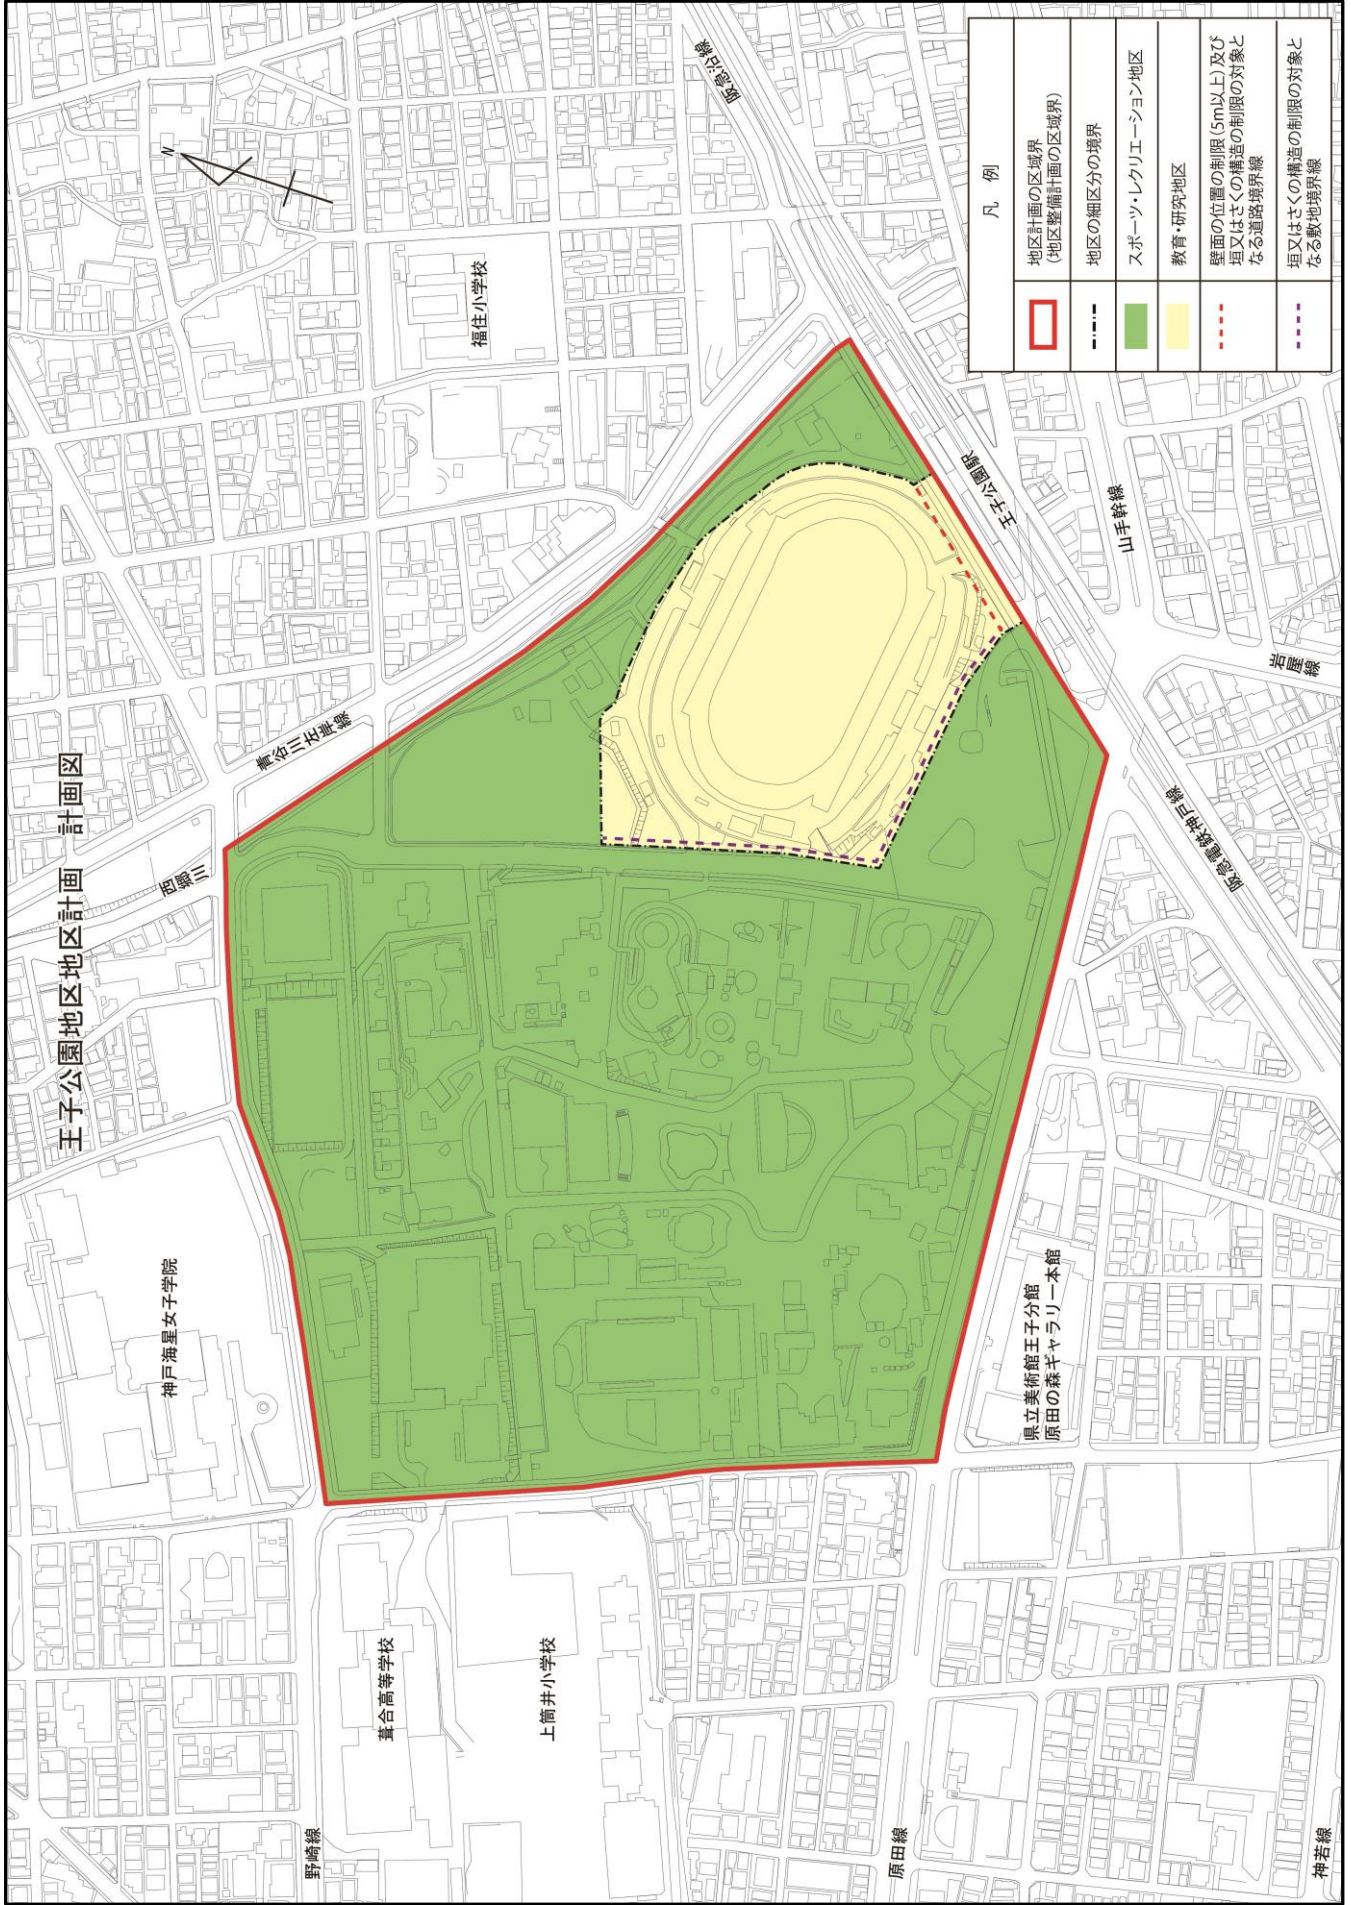 王子公園地区地区計画　計画図
N
西郷川
青谷川左岸線
阪急沿線
福住小学校
神戸海星女子学院
王子公園駅
山手幹線
岩屋線
阪急電鉄神戸線
県立美術館王子分館
原田の森ギャラリー本館
葺合高等学校
上筒井小学校
野崎線
原田線
神若線
凡　例
地区計画の区域界
(地区整備計画の区域界)
地区の細区分の境界
スポーツ・レクリエーション地区
教育・研究地区
壁面の位置の制限(5m以上)及び
垣又はさくの構造の制限の対象と
なる道路境界線
垣又はさくの構造の制限の対象と
なる敷地境界線